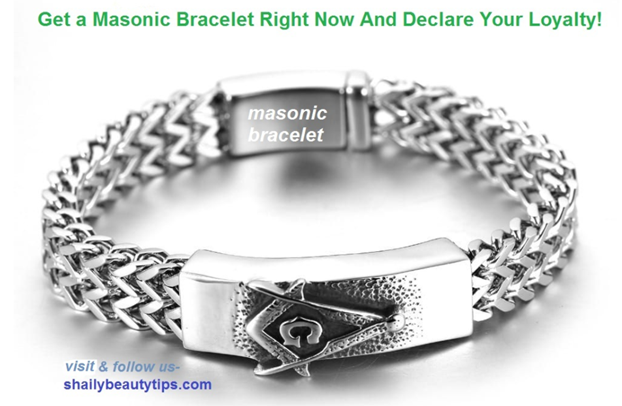 Get a Masonic Bracelet Right Now And Declare Your Loyalty!
masonic
bracelet
G
visit & follow us-
shailybeautytips.com